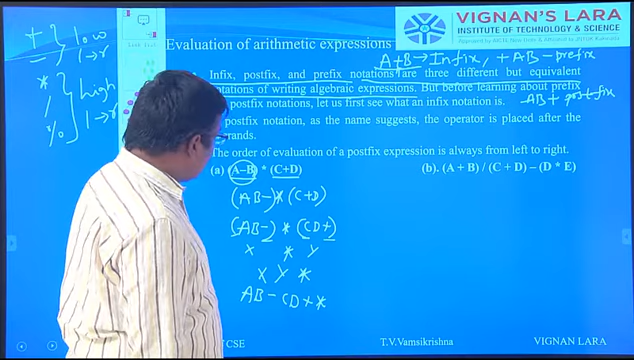 VIGNAN'S LARA
INSTITUTE OF TECHNOLOGY & SCIENCE
+
-
low
l→r
*
/
%
high
l→r
Evaluation of arithmetic expressions
A+B→Infix, +AB-prefix
Infix, postfix, and prefix notations are three different but equivalent
notations of writing algebraic expressions. But before learning about prefix
postfix notations, let us first see what an infix notation is.
AB+ postfix
postfix notation, as the name suggests, the operator is placed after the
The order of evaluation of a postfix expression is always from left to right.
(a) (A–B) * (C+D)
(b). (A + B) / (C + D) – (D * E)
(AB-)*(C+D)
(AB-) * (CD+)
X * Y
X Y *
AB-CD+*
CSE
T.V.Vamsikrishna
VIGNAN LARA